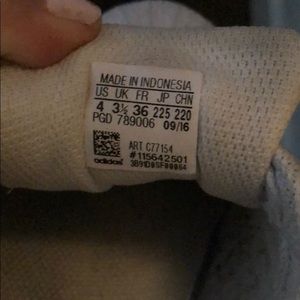 MADE IN INDONESIA
US UK FR JP CHN
4 3½ 36 225 220
PGD 789006 09/16
ART C77154
#115642501
adidas